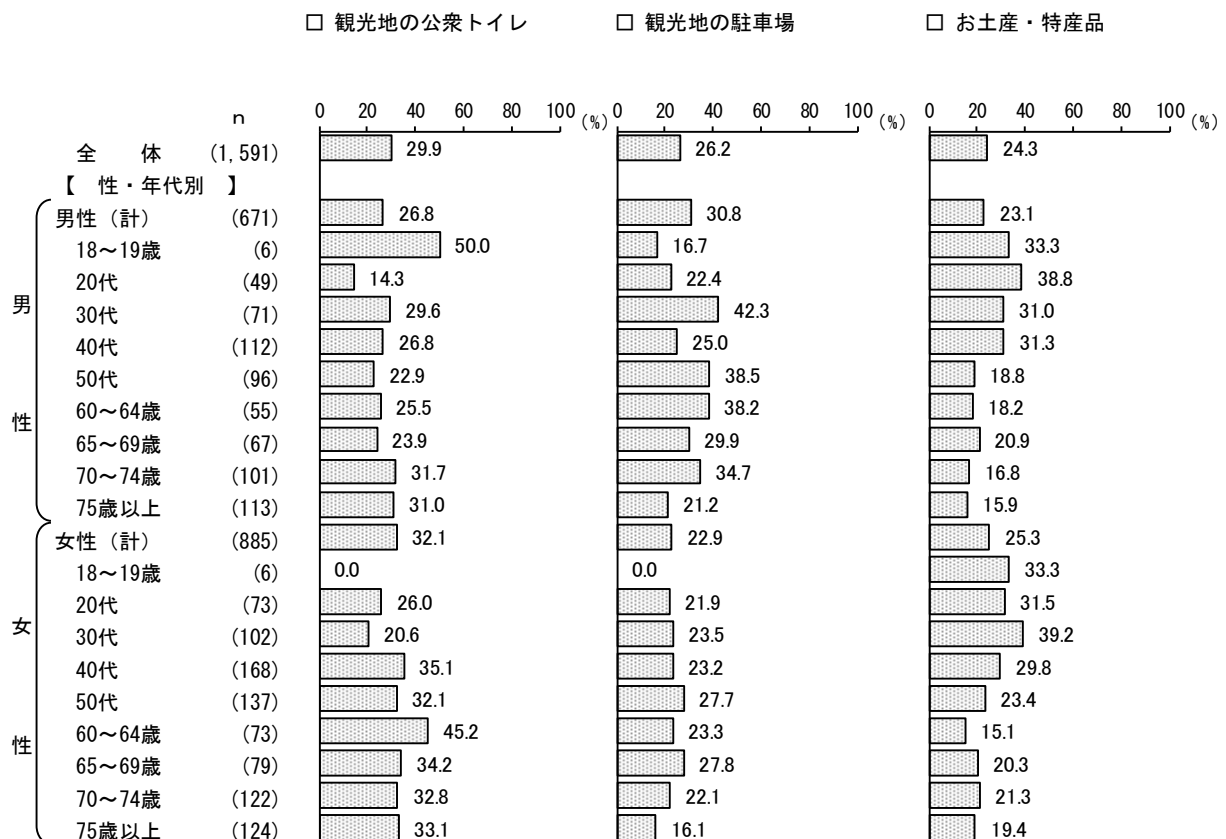 □ 観光地の公衆トイレ □ 観光地の駐車場 □ お土産・特産品
0 20 40 60 80 100 (%) 0 20 40 60 80 100 (%) 0 20 40 60 80 100 (%)
n
全 体 (1,591) 29.9 26.2 24.3
【 性・年代別 】
男性（計） (671) 26.8 30.8 23.1
18～19歳 (6) 50.0 16.7 33.3
20代 (49) 14.3 22.4 38.8
男
30代 (71) 29.6 42.3 31.0
40代 (112) 26.8 25.0 31.3
50代 (96) 22.9 38.5 18.8
60～64歳 (55) 25.5 38.2 18.2
性
65～69歳 (67) 23.9 29.9 20.9
70～74歳 (101) 31.7 34.7 16.8
75歳以上 (113) 31.0 21.2 15.9
女性（計） (885) 32.1 22.9 25.3
18～19歳 (6) 0.0 0.0 33.3
20代 (73) 26.0 21.9 31.5
女
30代 (102) 20.6 23.5 39.2
40代 (168) 35.1 23.2 29.8
50代 (137) 32.1 27.7 23.4
60～64歳 (73) 45.2 23.3 15.1
性
65～69歳 (79) 34.2 27.8 20.3
70～74歳 (122) 32.8 22.1 21.3
75歳以上 (124) 33.1 16.1 19.4